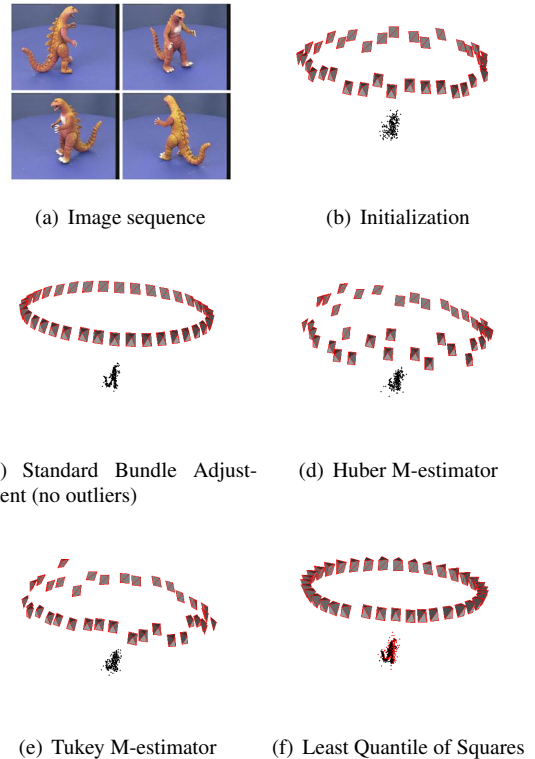 (a) Image sequence
(b) Initialization
) Standard Bundle Adjust-
ent (no outliers)
(d) Huber M-estimator
(e) Tukey M-estimator
(f) Least Quantile of Squares